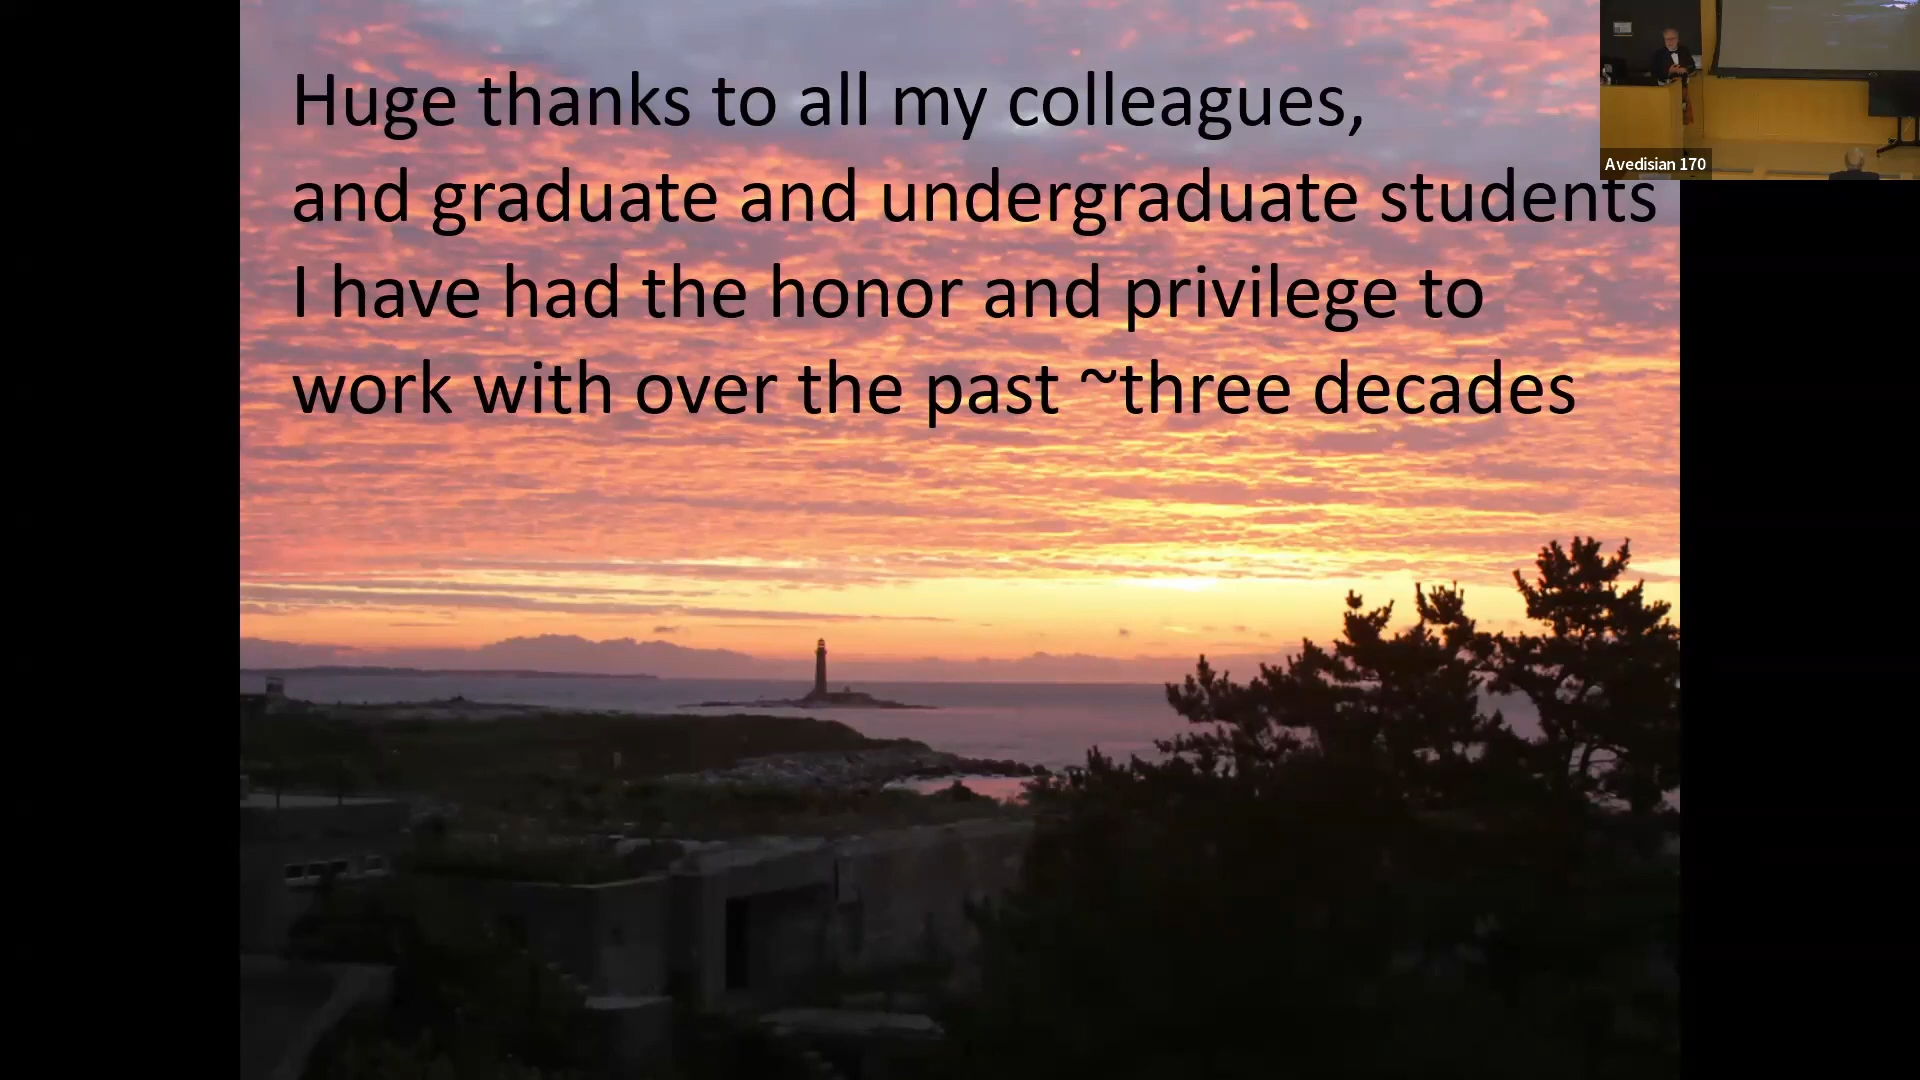 Huge thanks to all my colleagues,
and graduate and undergraduate students
I have had the honor and privilege to
work with over the past ~three decades
Avedisian 170